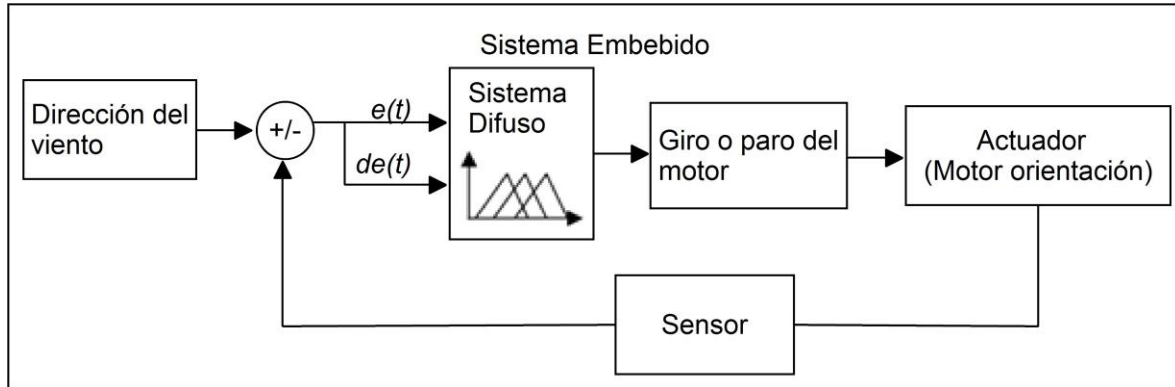 Sistema Embebido
Dirección del
viento
+/-
e(t)
de(t)
Sistema
Difuso
Giro o paro del
motor
Actuador
(Motor orientación)
Sensor